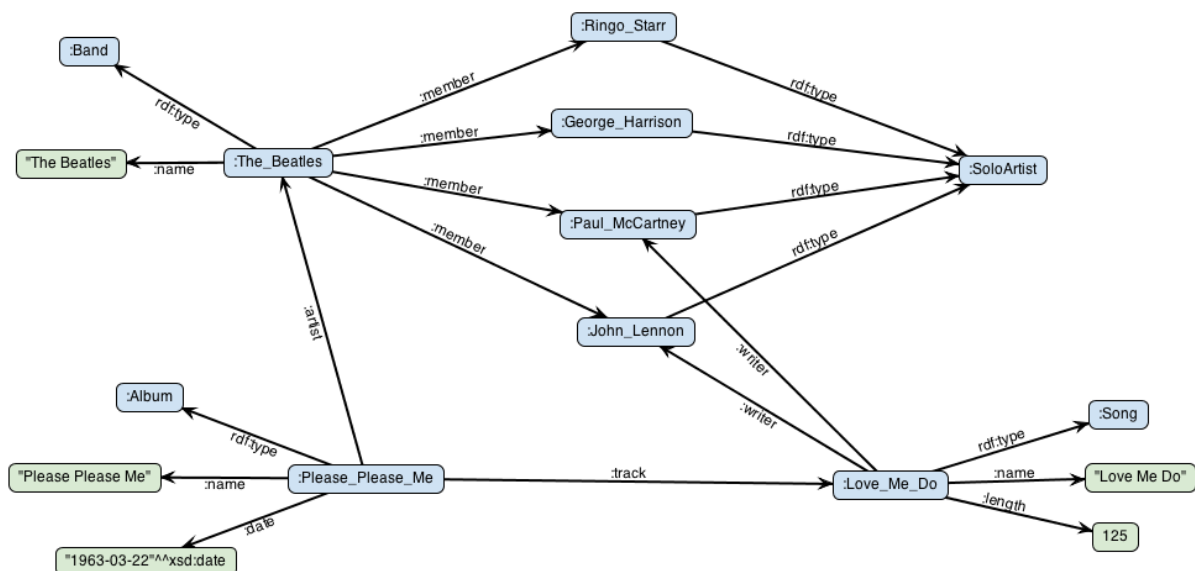 :Ringo_Starr
:Band
:member
rdf:type
rdf:type
:George_Harrison
:member
rdf:type
"The Beatles"
:name
:The_Beatles
:SoloArtist
:member
rdf:type
:Paul_McCartney
:member
rdf:type
:artist
:John_Lennon
:writer
:Album
:writer
:Song
rdf:type
rdf:type
"Please Please Me"
:name
:Please_Please_Me
:track
:Love_Me_Do
:name
"Love Me Do"
:date
:length
125
"1963-03-22"^^xsd:date